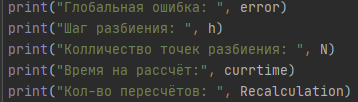 print("Глобальная ошибка: ", error)
print("Шаг разбиения: ", h)
print("Колличество точек разбиения: ", N)
print("Время на рассчёт:", currtime)
print("Кол-во пересчётов: ", Recalculation)